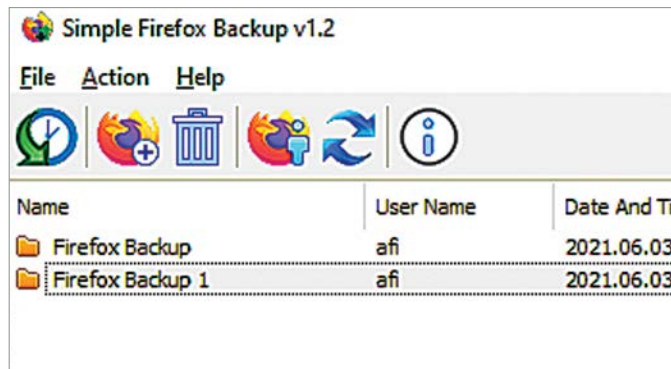 Simple Firefox Backup v1.2
File Action Help
Name User Name Date And
Firefox Backup afi 2021.06.03
Firefox Backup 1 afi 2021.06.03